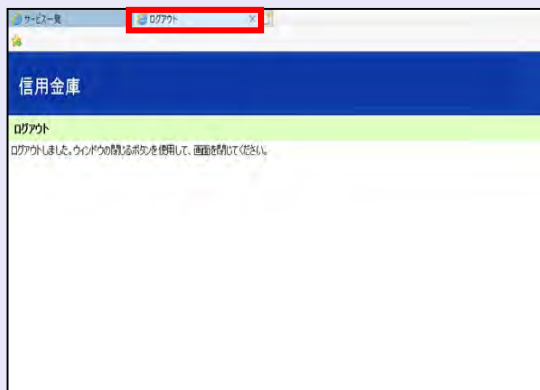 サービス一覧
ログアウト
信用金庫
ログアウト
ログアウトしました。ウィンドウの閉じるボタンを使用して、画面を閉じてください。